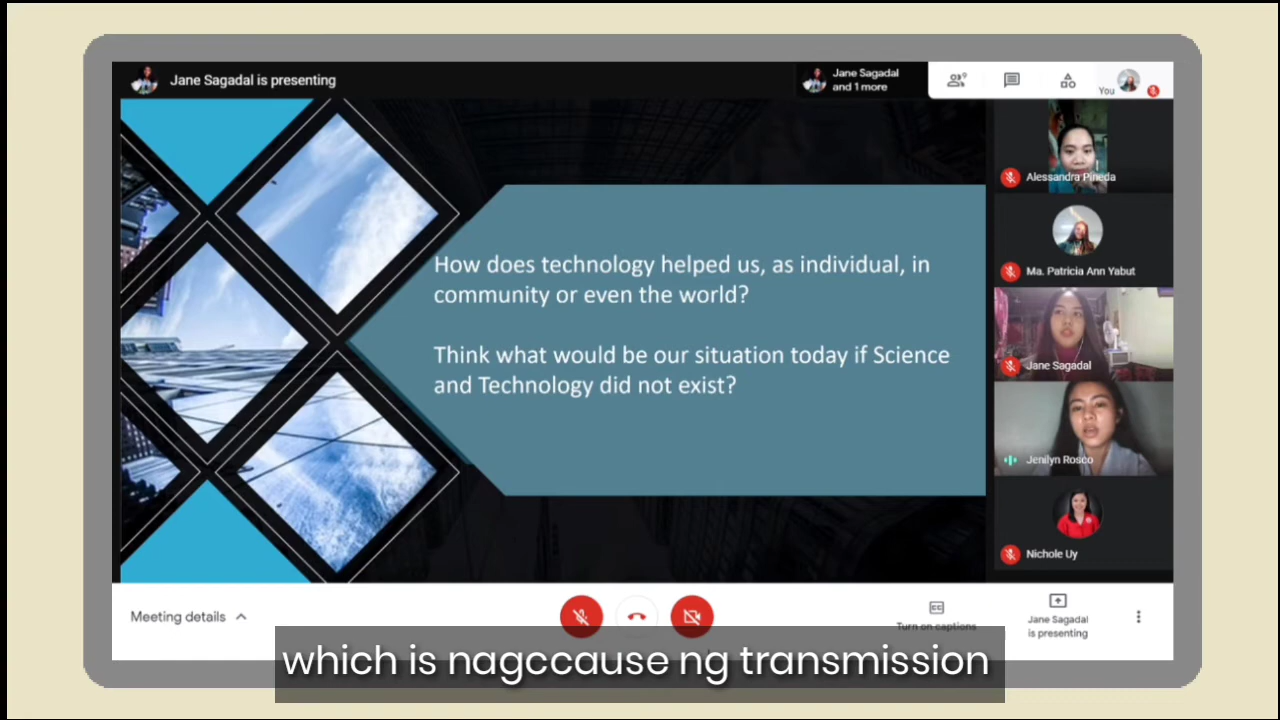 Jane Sagadal is presenting
Jane Sagadal
and 1 more
You
Alessandra Pineda
Ma. Patricia Ann Yabut
How does technology helped us, as individual, in
community or even the world?
Think what would be our situation today if Science
and Technology did not exist?
Jane Sagadal
Jenilyn Rosco
Nichole Uy
Meeting details
Turn on captions
Jane Sagadal
is presenting
which is nagccause ng transmission